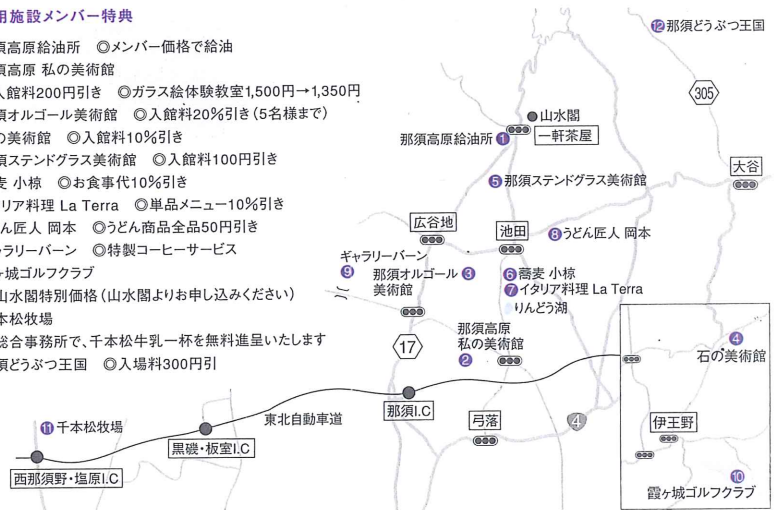 用施設メンバー特典
須高原給油所 ◎メンバー価格で給油
須高原 私の美術館
入館料200円引き ◎ガラス絵体験教室1,500円→1,350円
須オルゴール美術館 ◎入館料20%引き(5名様まで)
の美術館 ◎入館料10%引き
須ステンドグラス美術館 ◎入館料100円引き
麦 小椋 ◎お食事代10%引き
タリア料理 La Terra ◎単品メニュー10%引き
どん匠人 岡本 ◎うどん商品全品50円引き
ャラリーバーン ◎特製コーヒーサービス
ヶ城ゴルフクラブ
山水閣特別価格(山水閣よりお申し込みください)
本松牧場
総合事務所で、千本松牛乳一杯を無料進呈いたします
須どうぶつ王国 ◎入場料300円引
⑫那須どうぶつ王国
305
山水閣
那須高原給油所①
一軒茶屋
大谷
⑤那須ステンドグラス美術館
広谷地
池田
⑧うどん匠人 岡本
ギャラリーバーン
⑨
那須オルゴール③
美術館
⑥蕎麦 小椋
⑦イタリア料理 La Terra
りんどう湖
17
那須高原
私の美術館
②
④
石の美術館
那須I.C
東北自動車道
弓落
4
伊王野
⑪千本松牧場
黒磯・板室I.C
西那須野・塩原I.C
⑩
霞ヶ城ゴルフクラブ